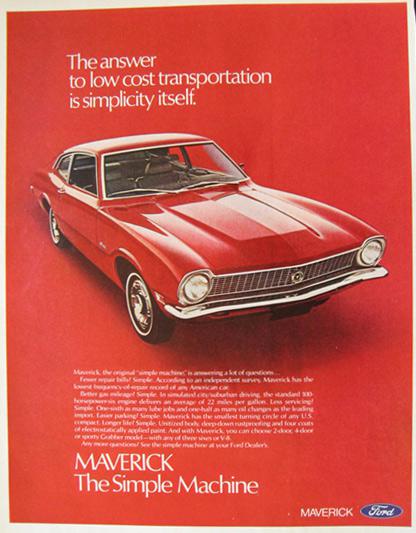 The answer
to low cost transportation
is simplicity itself.
Maverick, the original "simple machine," is answering a lot of questions...
Fewer repair bills? Simple. According to an independent survey, Maverick has the
lowest frequency-of-repair record of any American car.
Better gas mileage? Simple. In simulated city/suburban driving, the standard 100-
horsepower-six engine delivers an average of 22 miles per gallon. Less servicing?
Simple. One-sixth as many lube jobs and one-half as many oil changes as the leading
import. Easier parking? Simple. Maverick has the smallest turning circle of any U.S.
compact. Longer life? Simple. Unitized body, deep-down rustproofing and four coats
of electrostatically applied paint. And with Maverick, you can choose 2-door, 4-door
or sporty Grabber model—with any of three sixes or V-8.
Any more questions? See the simple machine at your Ford Dealer's.
MAVERICK
The Simple Machine
MAVERICK Ford